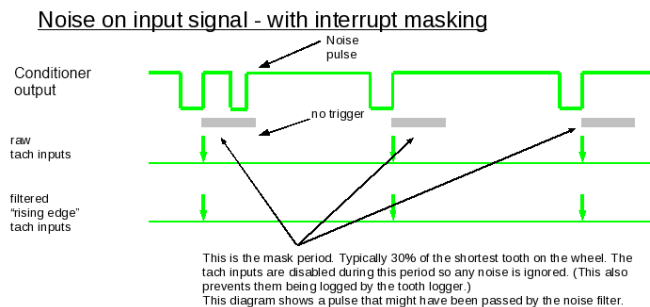 Noise on input signal - with interrupt masking
Noise
pulse
Conditioner
output
no trigger
raw
tach inputs
filtered
“rising edge”
tach inputs
This is the mask period. Typically 30% of the shortest tooth on the wheel. The
tach inputs are disabled during this period so any noise is ignored. (This also
prevents them being logged by the tooth logger.)
This diagram shows a pulse that might have been passed by the noise filter.